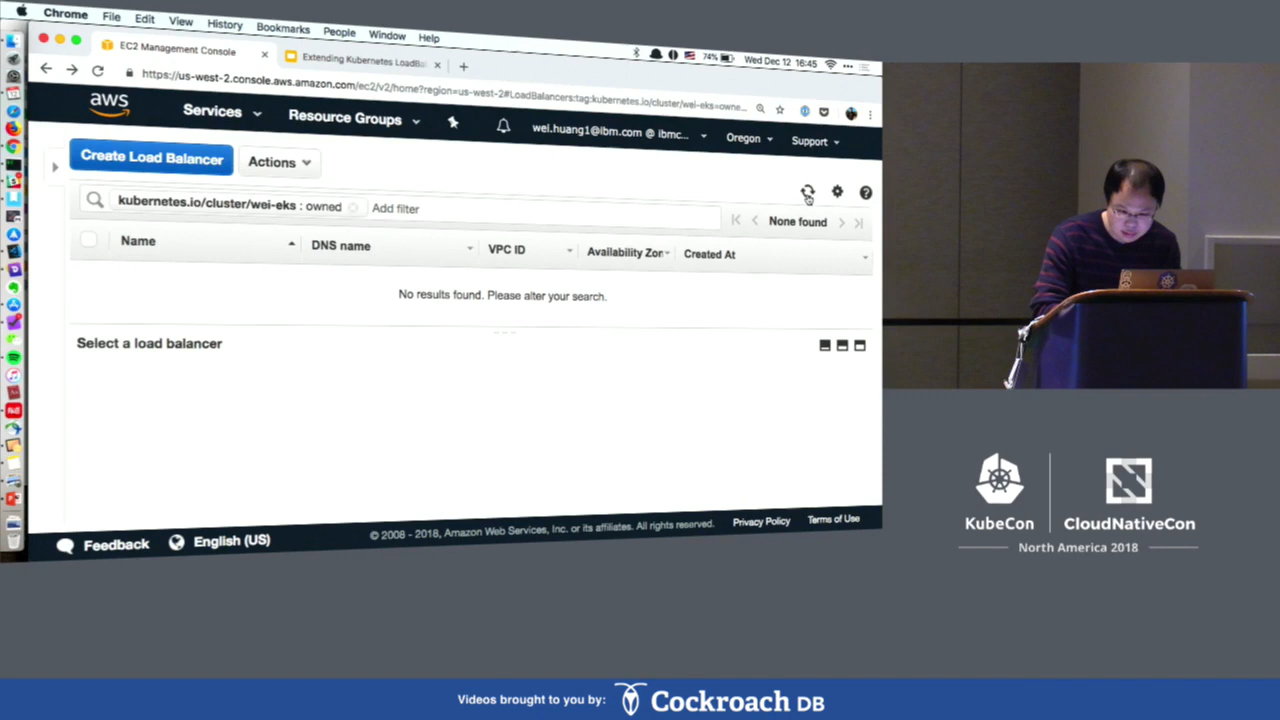 Chrome File Edit View History Bookmarks People Window Help
74% Wed Dec 12 16:45
EC2 Management Console
Extending Kubernetes LoadBa
https://us-west-2.console.aws.amazon.com/ec2/v2/home?region=us-west-2#LoadBalancers:tag:kubernetes.io/cluster/wei-eks=owne...
aws Services Resource Groups wei.huang1@ibm.com @ ibmc... Oregon Support
Create Load Balancer Actions
kubernetes.io/cluster/wei-eks : owned Add filter None found
Name DNS name VPC ID Availability Zon Created At
No results found. Please alter your search.
Select a load balancer
Feedback English (US) © 2008 - 2018, Amazon Web Services, Inc. or its affiliates. All rights reserved. Privacy Policy Terms of Use
KubeCon CloudNativeCon
North America 2018
Videos brought to you by: Cockroach DB